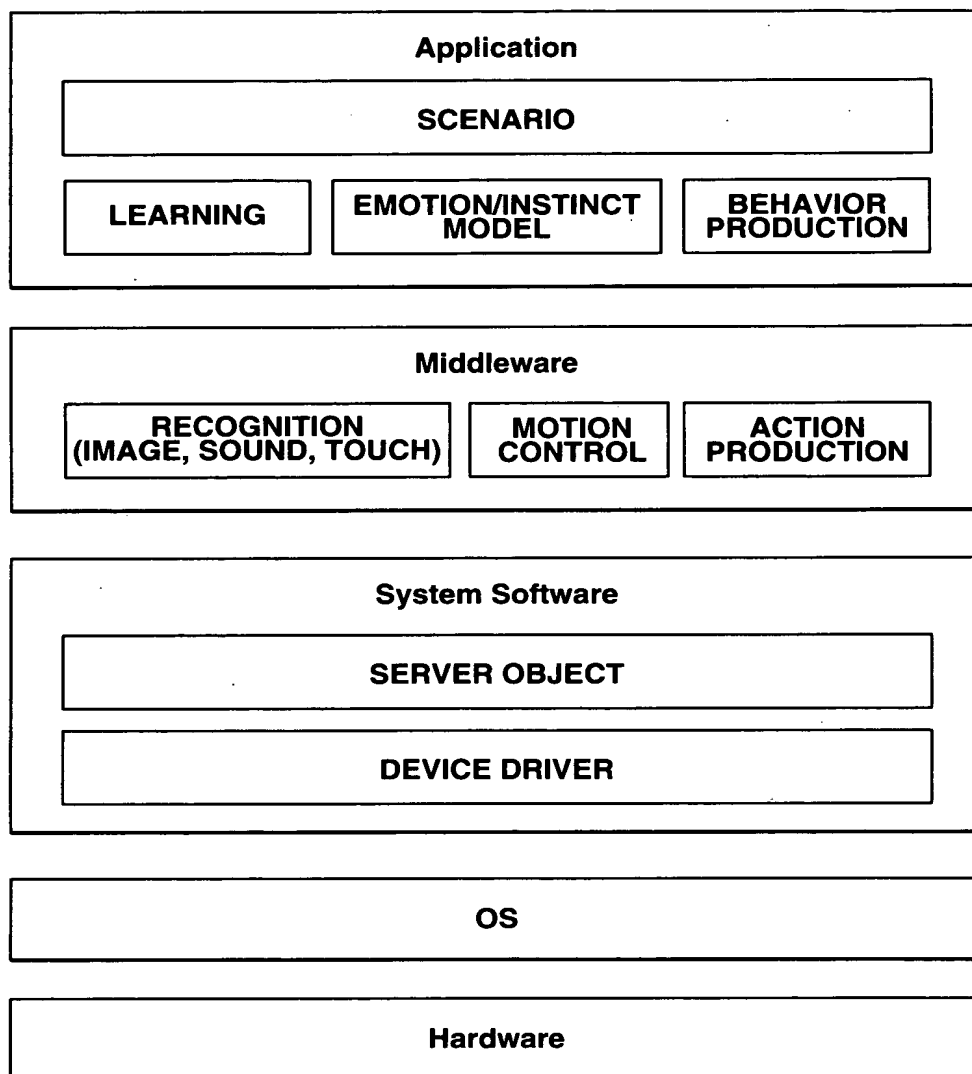 Application
SCENARIO
LEARNING
EMOTION/INSTINCT
MODEL
BEHAVIOR
PRODUCTION
Middleware
RECOGNITION
(IMAGE, SOUND, TOUCH)
MOTION
CONTROL
ACTION
PRODUCTION
System Software
SERVER OBJECT
DEVICE DRIVER
OS
Hardware